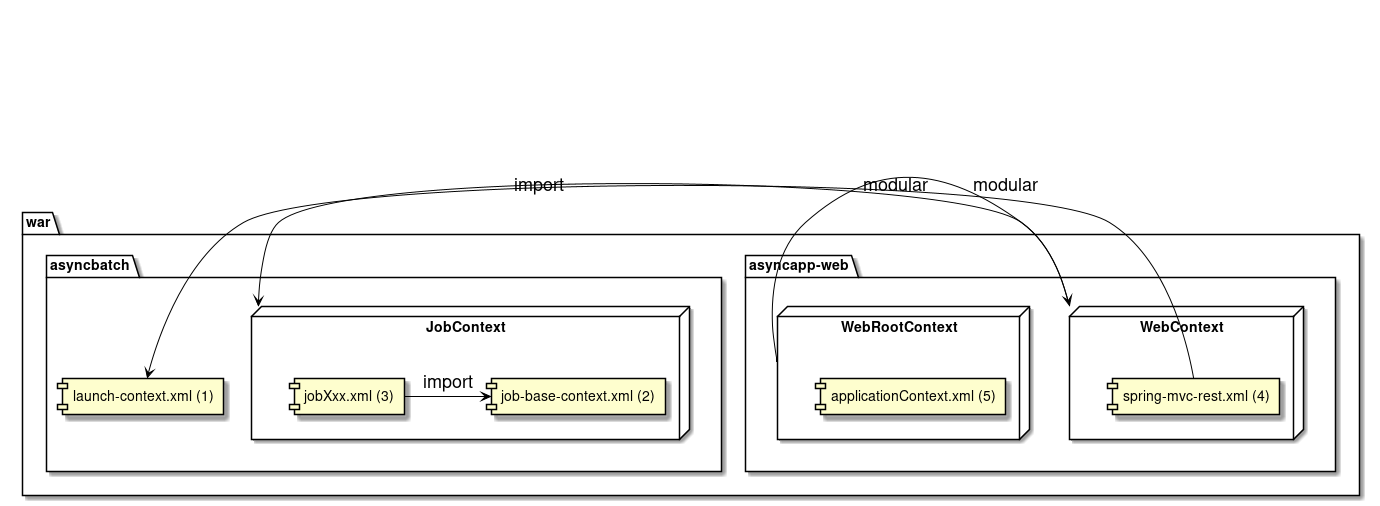 import
modular
modular
war
asyncbatch
asyncapp-web
JobContext
WebRootContext
WebContext
import
launch-context.xml (1)
jobXxx.xml (3)
job-base-context.xml (2)
applicationContext.xml (5)
spring-mvc-rest.xml (4)